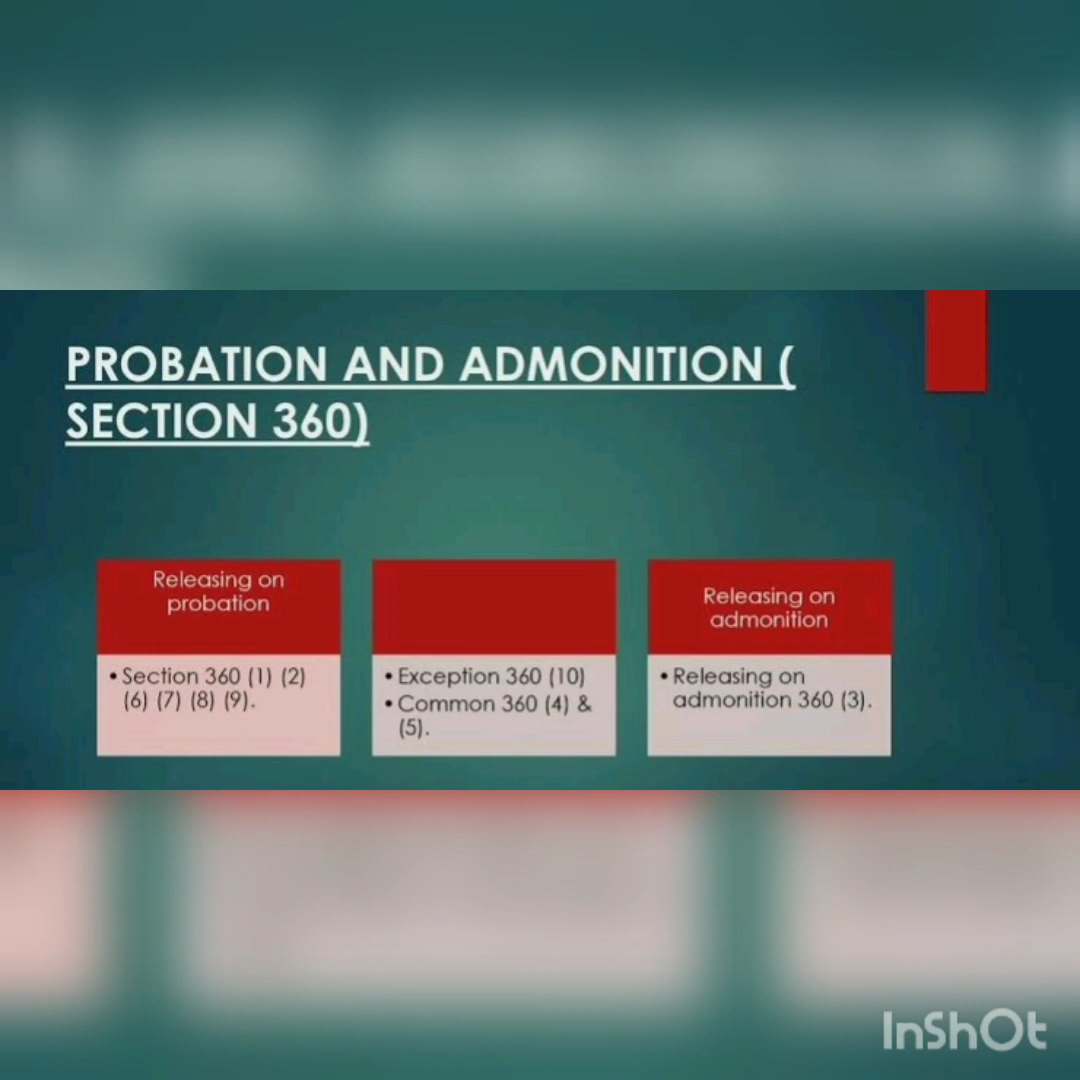 PROBATION AND ADMONITION (
SECTION 360)
Releasing on
probation
• Section 360 (1) (2)
(6) (7) (8) (9).
• Exception 360 (10)
• Common 360 (4) &
(5).
Releasing on
admonition
• Releasing on
admonition 360 (3).
InShOt